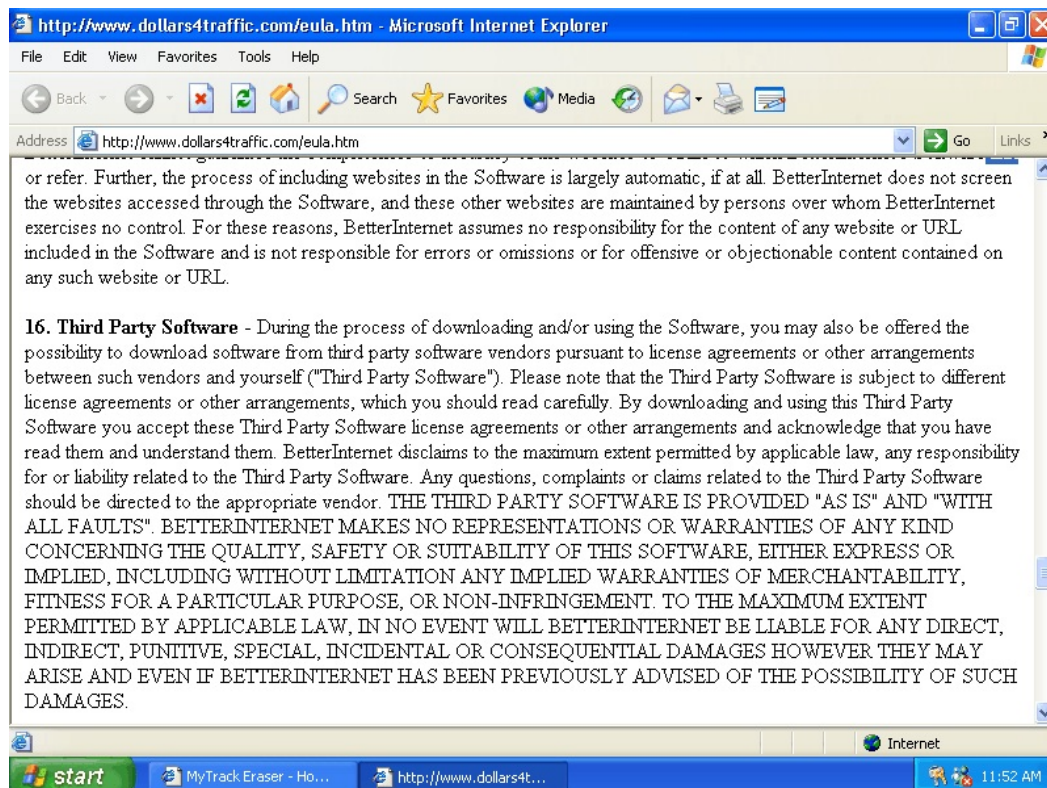 http://www.dollars4traffic.com/eula.htm - Microsoft Internet Explorer
File Edit View Favorites Tools Help
Back Search Favorites Media
Address http://www.dollars4traffic.com/eula.htm Go Links
or refer. Further, the process of including websites in the Software is largely automatic, if at all. BetterInternet does not screen
the websites accessed through the Software, and these other websites are maintained by persons over whom BetterInternet
exercises no control. For these reasons, BetterInternet assumes no responsibility for the content of any website or URL
included in the Software and is not responsible for errors or omissions or for offensive or objectionable content contained on
any such website or URL.
16. Third Party Software - During the process of downloading and/or using the Software, you may also be offered the
possibility to download software from third party software vendors pursuant to license agreements or other arrangements
between such vendors and yourself ("Third Party Software"). Please note that the Third Party Software is subject to different
license agreements or other arrangements, which you should read carefully. By downloading and using this Third Party
Software you accept these Third Party Software license agreements or other arrangements and acknowledge that you have
read them and understand them. BetterInternet disclaims to the maximum extent permitted by applicable law, any responsibility
for or liability related to the Third Party Software. Any questions, complaints or claims related to the Third Party Software
should be directed to the appropriate vendor. THE THIRD PARTY SOFTWARE IS PROVIDED "AS IS" AND "WITH
ALL FAULTS". BETTERINTERNET MAKES NO REPRESENTATIONS OR WARRANTIES OF ANY KIND
CONCERNING THE QUALITY, SAFETY OR SUITABILITY OF THIS SOFTWARE, EITHER EXPRESS OR
IMPLIED, INCLUDING WITHOUT LIMITATION ANY IMPLIED WARRANTIES OF MERCHANTABILITY,
FITNESS FOR A PARTICULAR PURPOSE, OR NON-INFRINGEMENT. TO THE MAXIMUM EXTENT
PERMITTED BY APPLICABLE LAW, IN NO EVENT WILL BETTERINTERNET BE LIABLE FOR ANY DIRECT,
INDIRECT, PUNITIVE, SPECIAL, INCIDENTAL OR CONSEQUENTIAL DAMAGES HOWEVER THEY MAY
ARISE AND EVEN IF BETTERINTERNET HAS BEEN PREVIOUSLY ADVISED OF THE POSSIBILITY OF SUCH
DAMAGES.
Internet
start MyTrack Eraser - Ho... http://www.dollars4t... 11:52 AM